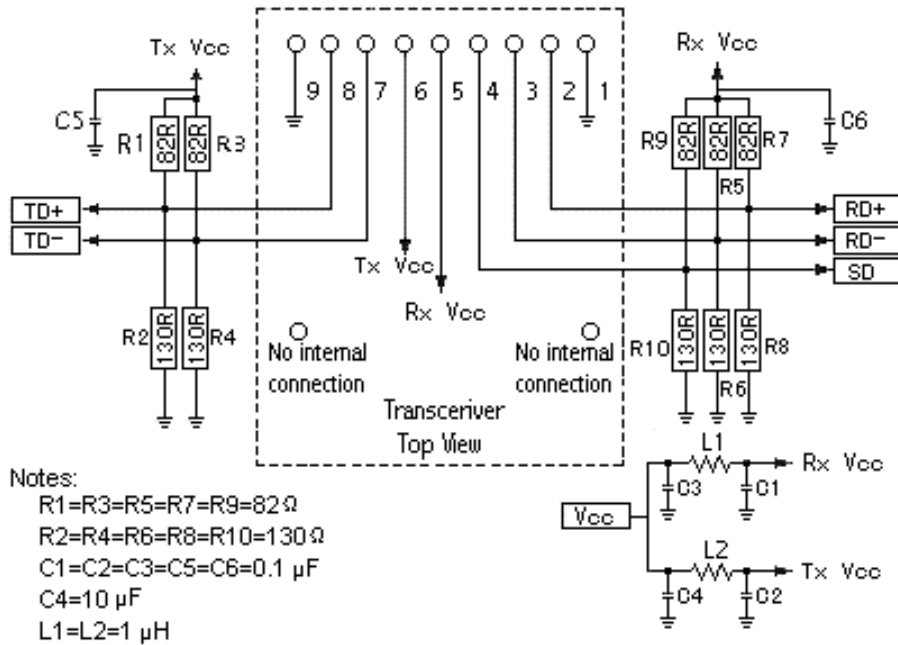 Tx Vcc
Rx Vcc
9 8 7 6 5 4 3 2 1
C5
R1
82R
82R
R3
R9
82R
82R
82R
R7
C6
R5
TD+
RD+
TD-
RD-
Tx Vcc
SD
Rx Vcc
R2
130R
130R
R4
No internal
connection
No internal
connection
R10
130R
130R
130R
R8
R6
Transceriver
Top View
Notes:
R1=R3=R5=R7=R9=82Ω
R2=R4=R6=R8=R10=130Ω
C1=C2=C3=C5=C6=0.1 µF
C4=10 µF
L1=L2=1 µH
L1
Rx Vcc
C3
C1
Vcc
L2
Tx Vcc
C4
C2